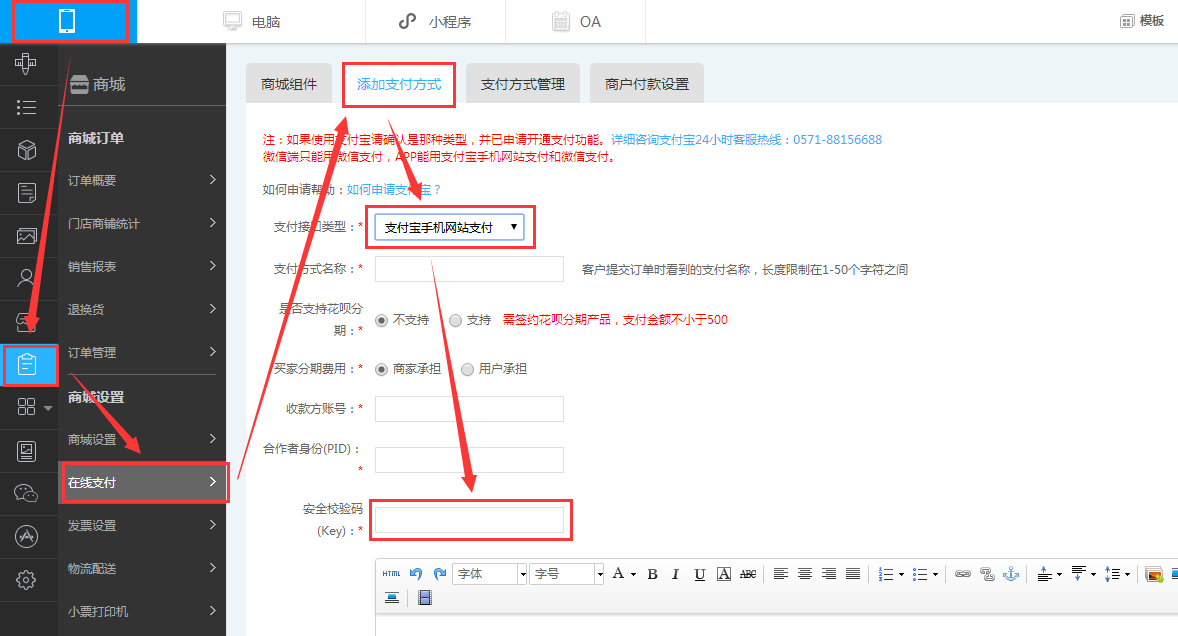 电脑
小程序
OA
模板
商城
商城订单
订单概要
门店商铺统计
销售报表
退换货
订单管理
商城设置
商城设置
在线支付
发票设置
物流配送
小票打印机
商城组件
添加支付方式
支付方式管理
商户付款设置
注：如果使用支付宝请确认是那种类型，并已申请开通支付功能。详细咨询支付宝24小时客服热线：0571-88156688
微信端只能用微信支付，APP能用支付宝手机网站支付和微信支付。
如何申请帮助：如何申请支付宝？
支付接口类型：*
支付宝手机网站支付
支付方式名称：*
客户提交订单时看到的支付名称，长度限制在1-50个字符之间
是否支持花呗分
期：*
不支持
支持
需签约花呗分期产品，支付金额不小于500
买家分期费用：*
商家承担
用户承担
收款方账号：*
合作者身份(PID)：
*
安全校验码
(Key)：*
HTML
字体
字号
A
B
I
U
A
ABC